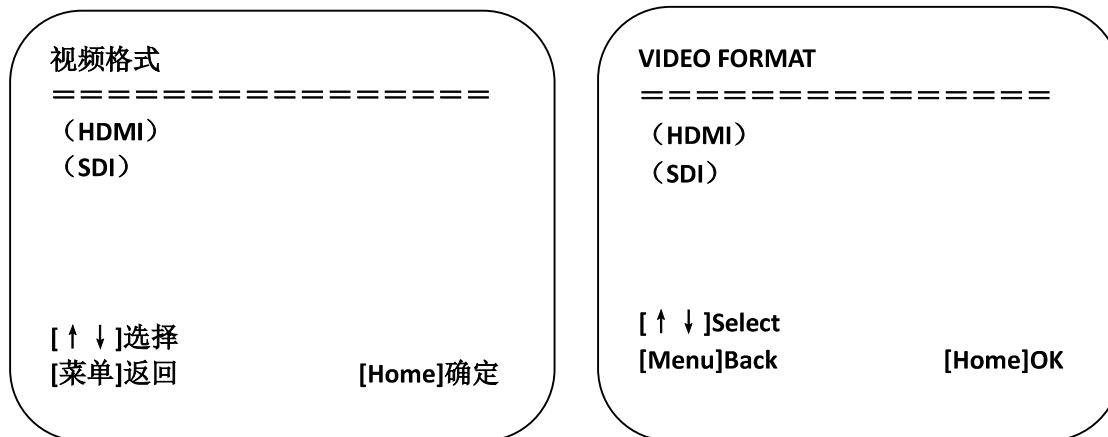 视频格式
================
（HDMI）
（SDI）
[↑ ↓]选择
[菜单]返回 [Home]确定
VIDEO FORMAT
===============
（HDMI）
（SDI）
[↑ ↓]Select
[Menu]Back [Home]OK